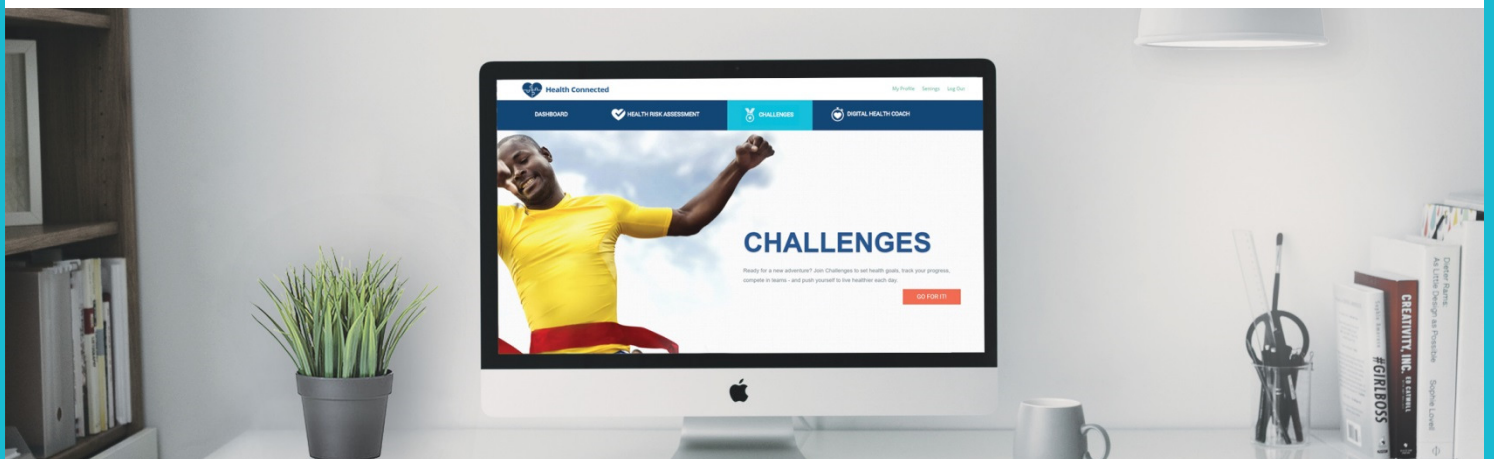 Health Connected
My Profile Settings Log Out
DASHBOARD HEALTH RISK ASSESSMENT CHALLENGES DIGITAL HEALTH COACH
CHALLENGES
Ready for a new adventure? Join Challenges to set health goals, track your progress,
compete in teams - and push yourself to live healthier each day.
GO FOR IT!
#GIRLBOSS
CREATIVITY, INC. ED CATMULL
Dieter Rams:
As Little Design as Possible Sophie Lovell